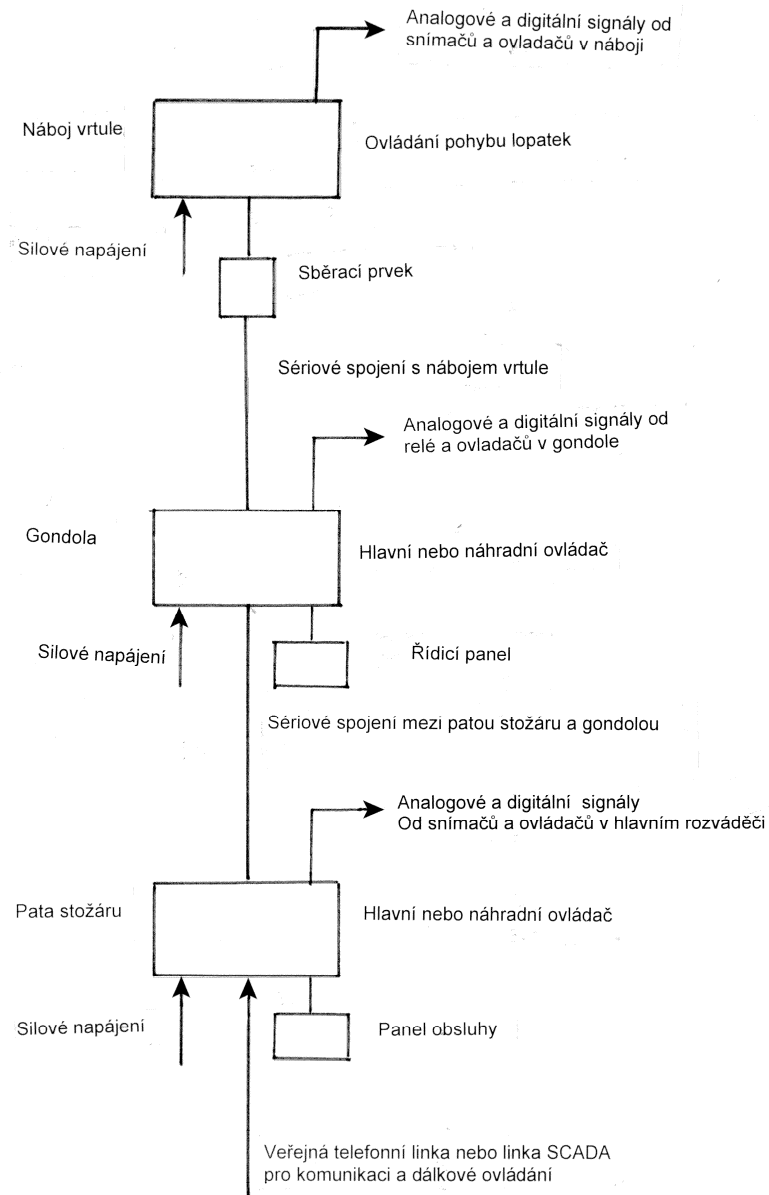 Analogové a digitální signály od
snímačů a ovladačů v náboji
Náboj vrtule
Ovládání pohybu lopatek
Silové napájení
Sběrací prvek
Sériové spojení s nábojem vrtule
Analogové a digitální signály od
relé a ovladačů v gondole
Gondola
Hlavní nebo náhradní ovládač
Silové napájení
Řídicí panel
Sériové spojení mezi patou stožáru a gondolou
Analogové a digitální signály
Od snímačů a ovládačů v hlavním rozváděči
Pata stožáru
Hlavní nebo náhradní ovládač
Silové napájení
Panel obsluhy
Veřejná telefonní linka nebo linka SCADA
pro komunikaci a dálkové ovládání